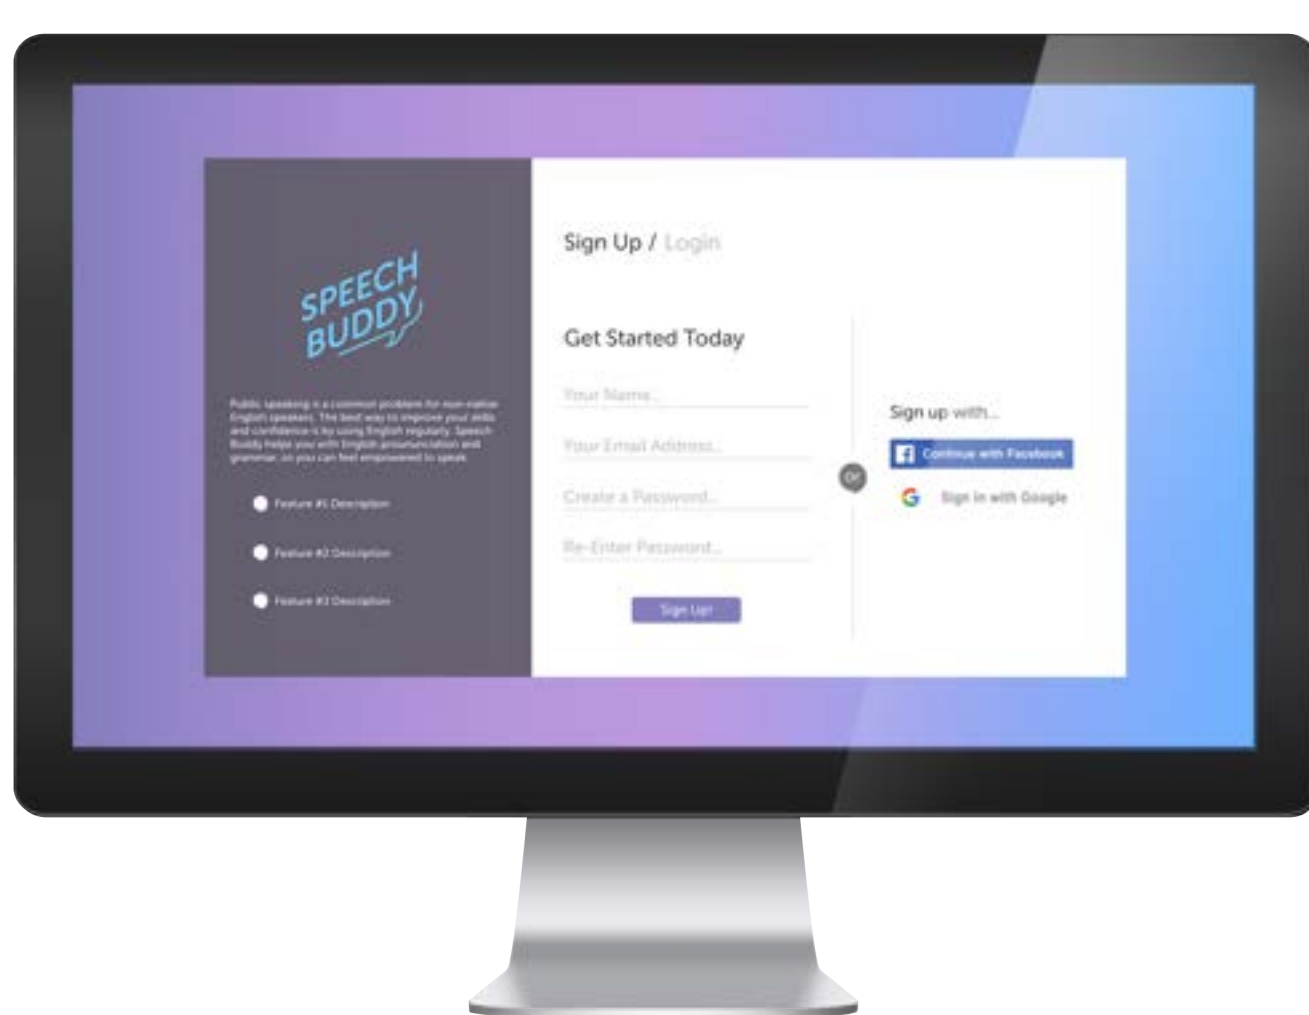 SPEECH
BUDDY
Public speaking is a common problem for non-native
English speakers. The best way to improve your skills
and confidence is by using English regularly. Speech
Buddy helps you with English pronunciation and
grammar, so you can feel empowered to speak
Feature #1 Description
Feature #2 Description
Feature #3 Description
Sign Up / Login
Get Started Today
Your Name...
Your Email Address...
Create a Password...
Re-Enter Password...
Sign Up!
Or
Sign up with...
f Continue with Facebook
G Sign in with Google